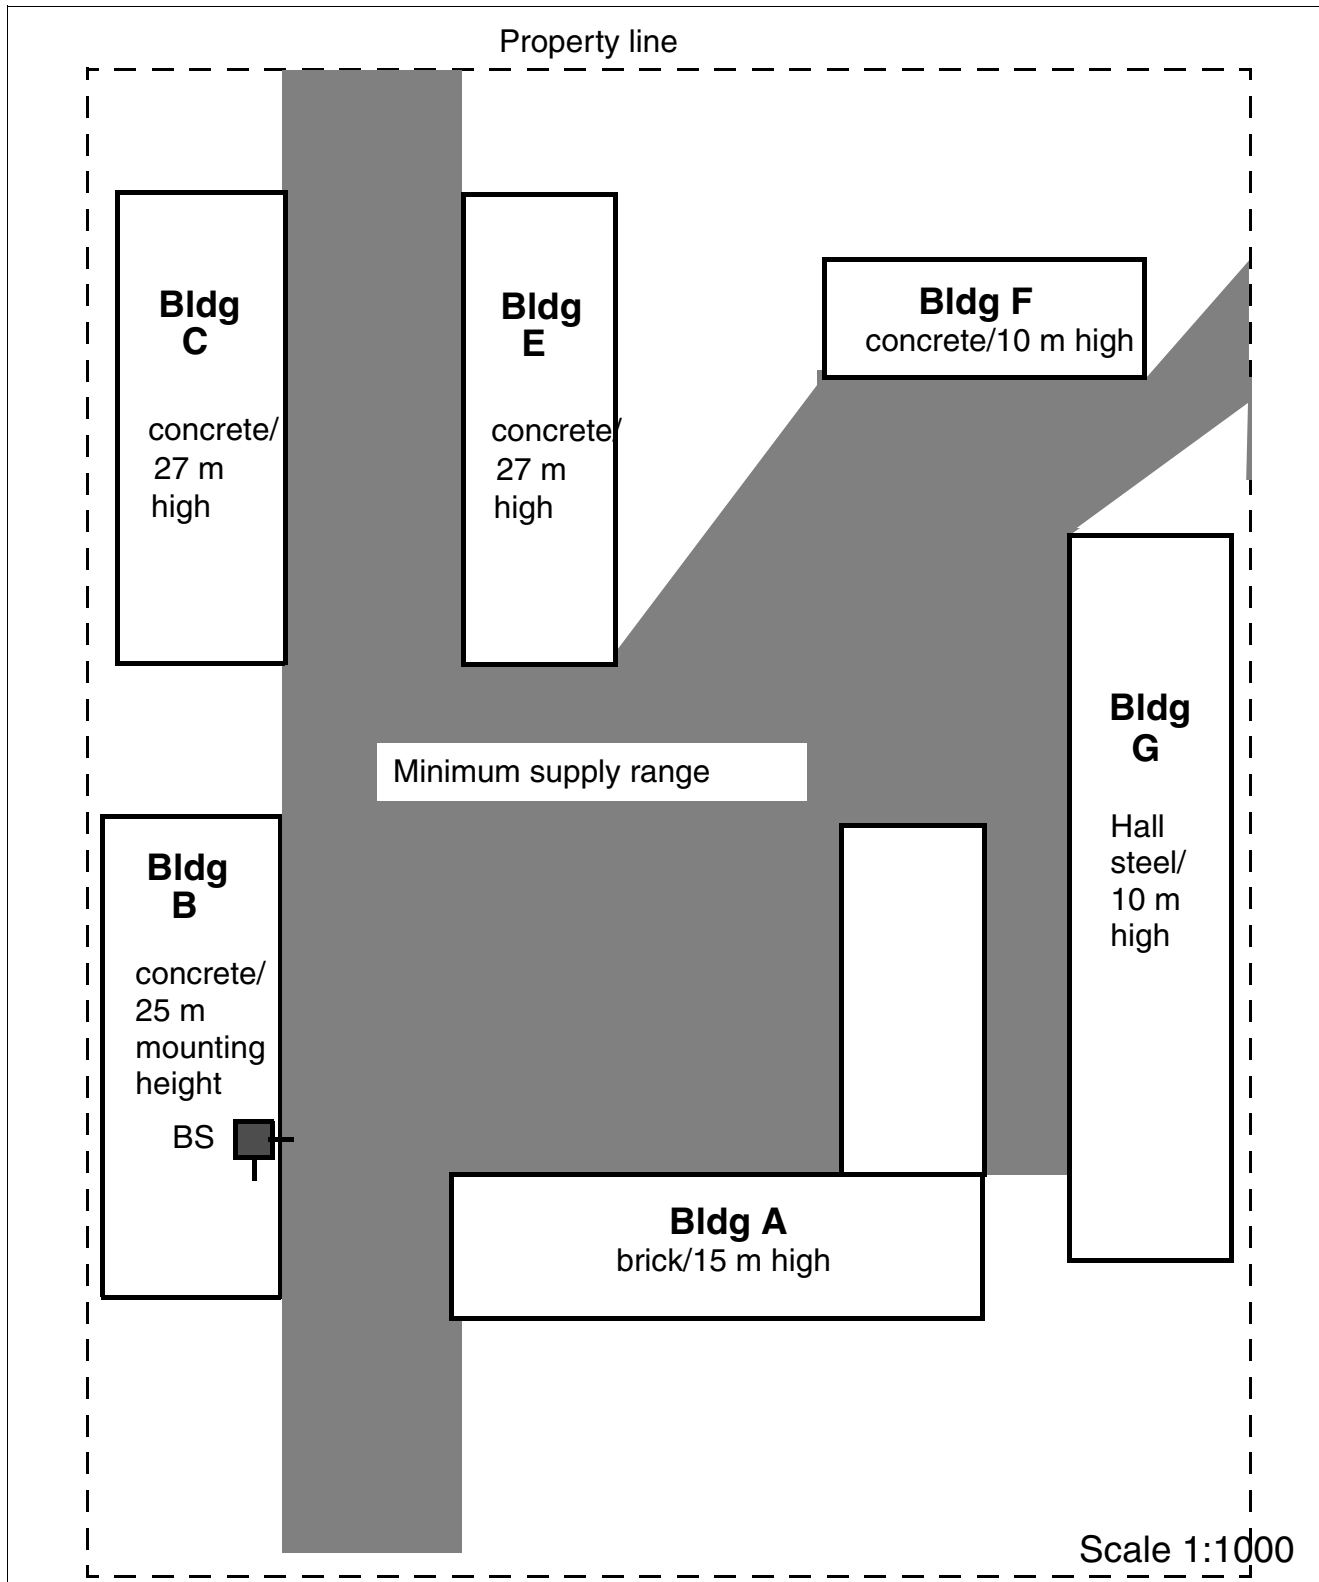 Property line
Bldg
C
concrete/
27 m
high
Bldg
E
concrete/
27 m
high
Bldg F
concrete/10 m high
Minimum supply range
Bldg
G
Hall
steel/
10 m
high
Bldg
B
concrete/
25 m
mounting
height
BS
Bldg A
brick/15 m high
Scale 1:1000